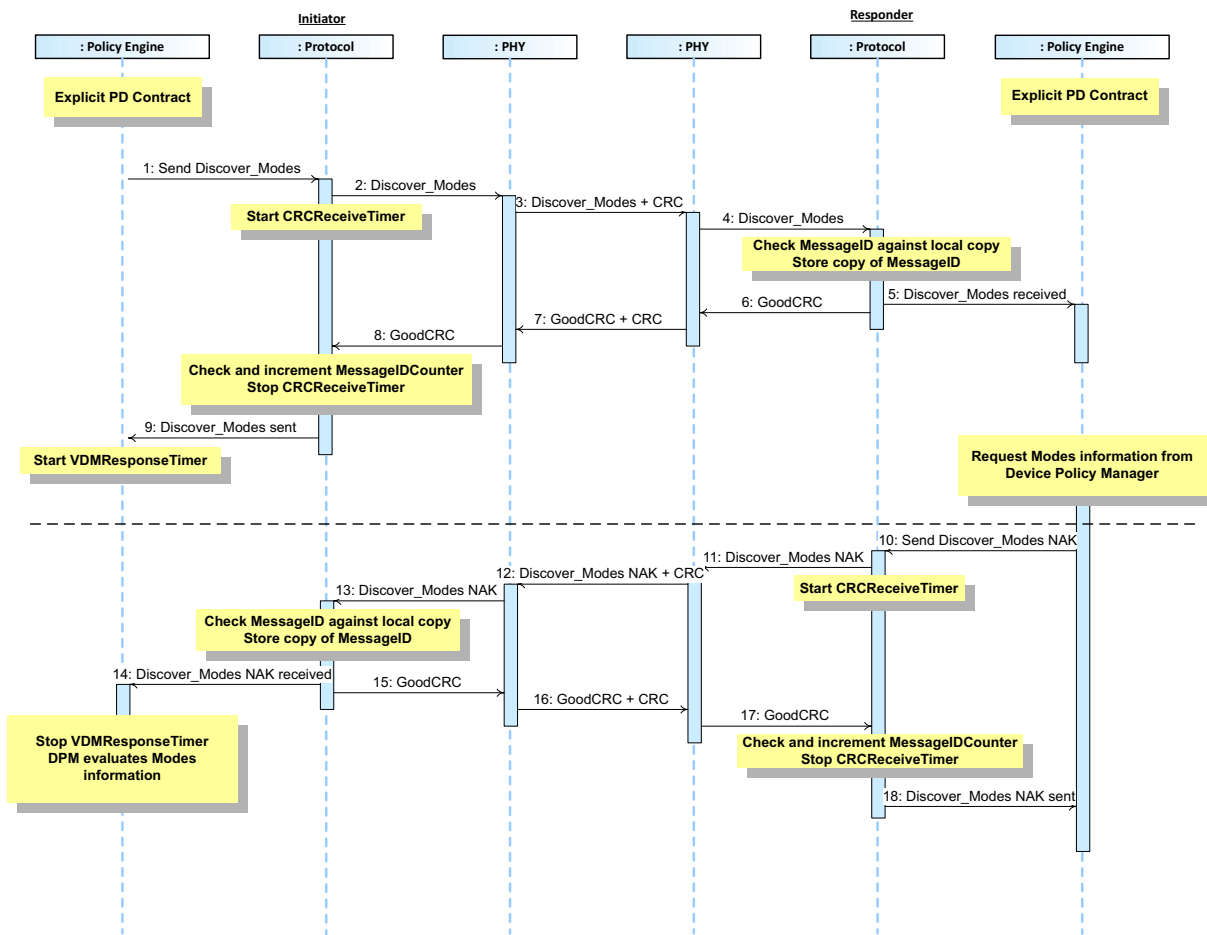 Initiator
Responder
: Policy Engine
: Protocol
: PHY
: PHY
: Protocol
: Policy Engine
Explicit PD Contract
Explicit PD Contract
1: Send Discover_Modes
2: Discover_Modes
3: Discover_Modes + CRC
Start CRCReceiveTimer
4: Discover_Modes
Check MessageID against local copy
Store copy of MessageID
5: Discover_Modes received
6: GoodCRC
7: GoodCRC + CRC
8: GoodCRC
Check and increment MessageIDCounter
Stop CRCReceiveTimer
9: Discover_Modes sent
Start VDMResponseTimer
Request Modes information from
Device Policy Manager
10: Send Discover_Modes NAK
11: Discover_Modes NAK
12: Discover_Modes NAK + CRC
Start CRCReceiveTimer
13: Discover_Modes NAK
Check MessageID against local copy
Store copy of MessageID
14: Discover_Modes NAK received
15: GoodCRC
16: GoodCRC + CRC
17: GoodCRC
Stop VDMResponseTimer
DPM evaluates Modes
information
Check and increment MessageIDCounter
Stop CRCReceiveTimer
18: Discover_Modes NAK sent